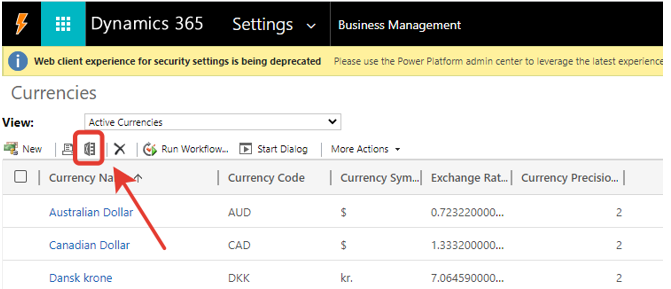 Dynamics 365 Settings Business Management
Web client experience for security settings is being deprecated Please use the Power Platform admin center to leverage the latest experience
Currencies
View: Active Currencies
New Run Workflow... Start Dialog More Actions
Currency Na Currency Code Currency Sym... Exchange Rat... Currency Precisio...
Australian Dollar AUD $ 0.723220000... 2
Canadian Dollar CAD $ 1.333200000... 2
Dansk krone DKK kr. 7.064590000... 2